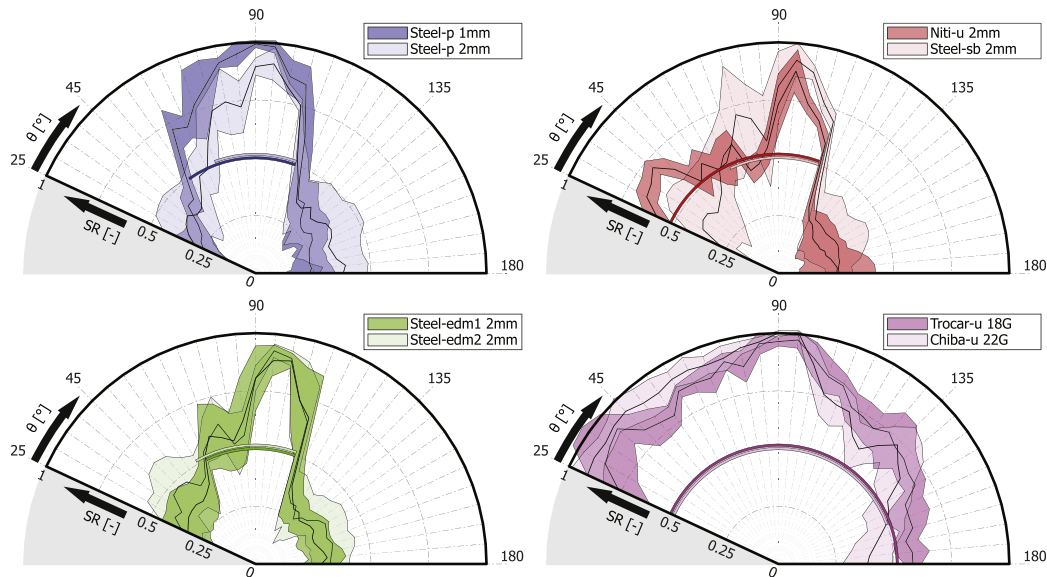 90
Steel-p 1mm
Steel-p 2mm
45
135
θ [°]
25
1
SR [-]
0.5
0.25
0
180
90
Niti-u 2mm
Steel-sb 2mm
45
135
θ [°]
25
1
SR [-]
0.5
0.25
0
180
90
Steel-edm1 2mm
Steel-edm2 2mm
45
135
θ [°]
25
1
SR [-]
0.5
0.25
0
180
90
Trocar-u 18G
Chiba-u 22G
45
135
θ [°]
25
1
SR [-]
0.5
0.25
0
180